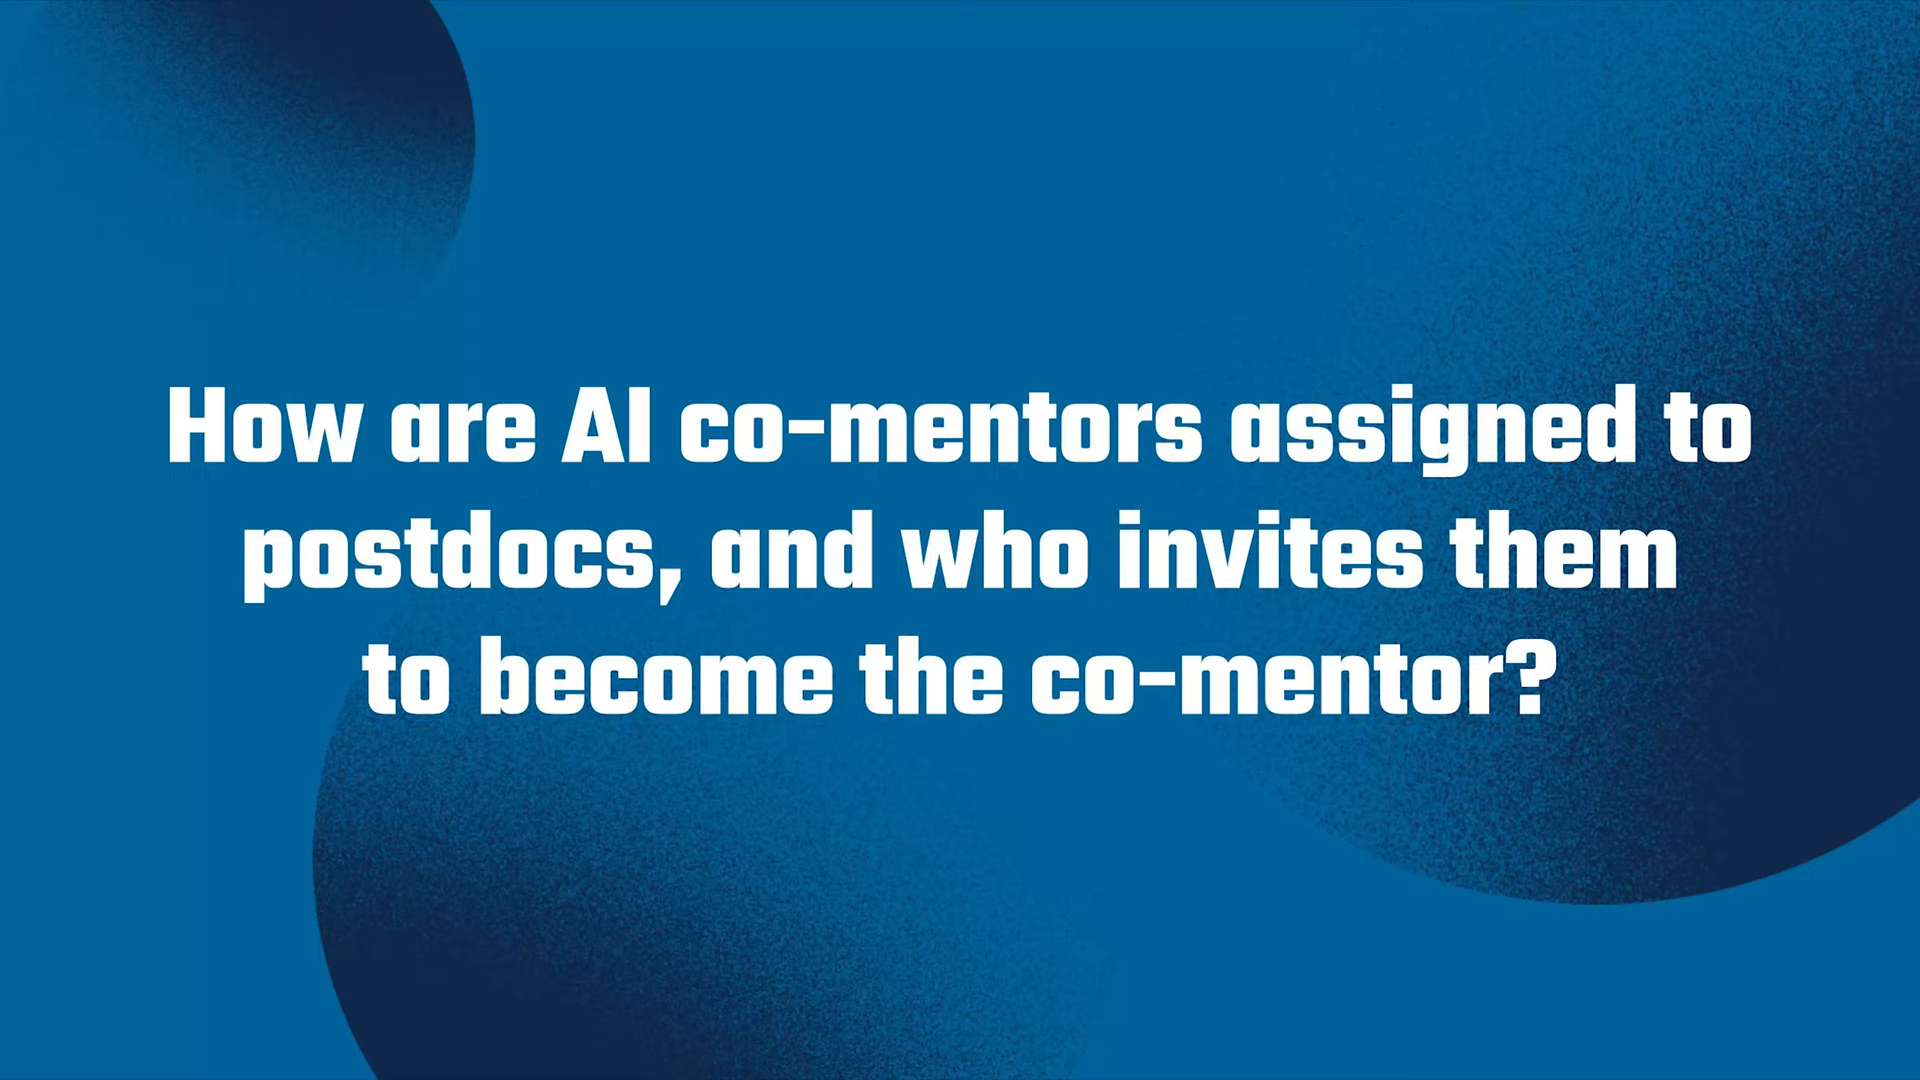 How are AI co-mentors assigned to
postdocs, and who invites them
to become the co-mentor?